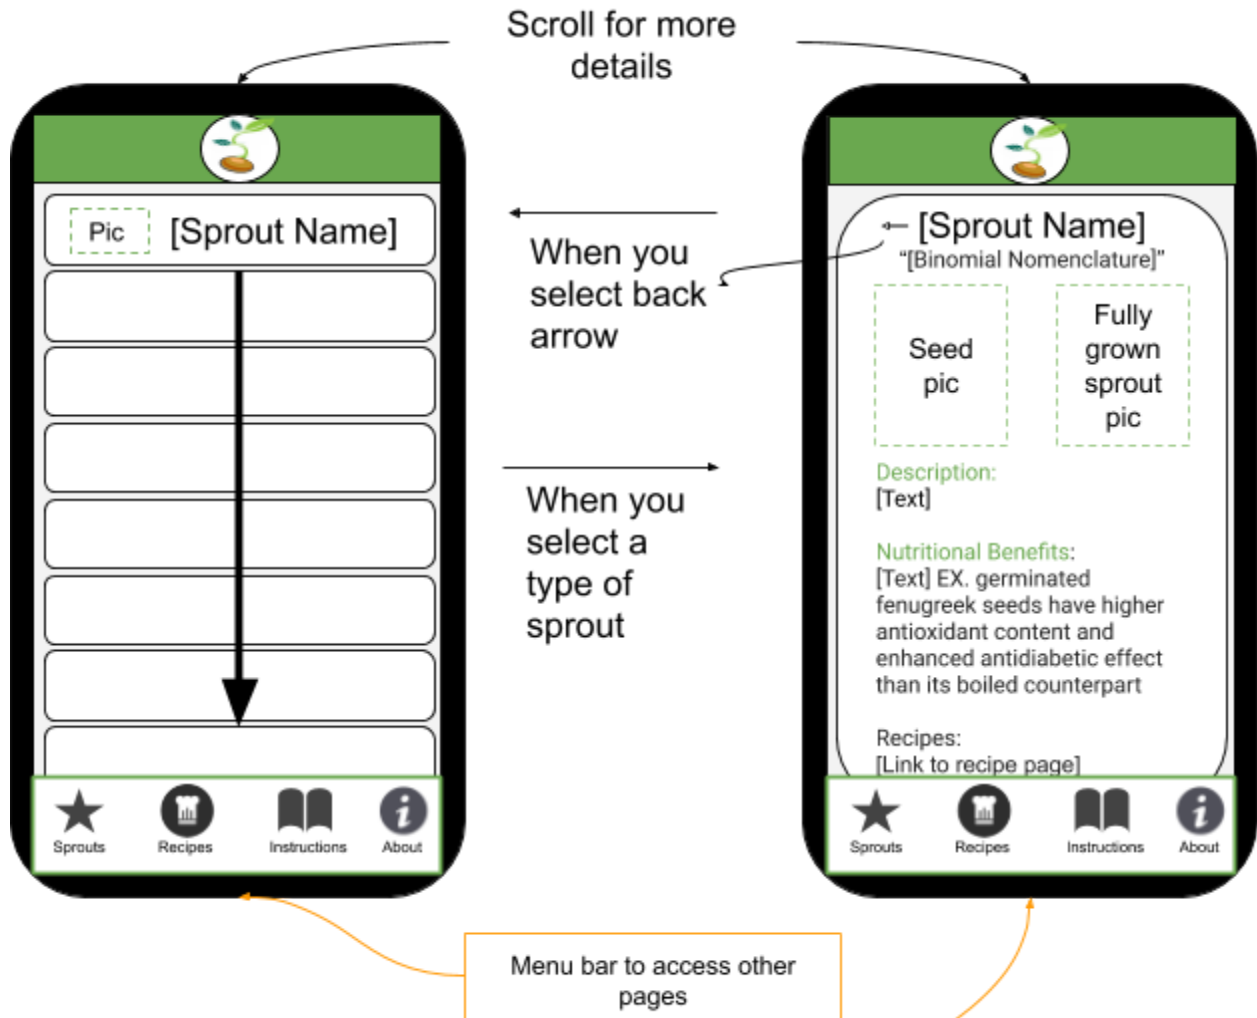 Scroll for more
details
Pic
[Sprout Name]
When you
select back
arrow
When you
select a
type of
sprout
Sprouts
Recipes
Instructions
About
[Sprout Name]
“[Binomial Nomenclature]”
Seed
pic
Fully
grown
sprout
pic
Description:
[Text]
Nutritional Benefits:
[Text] EX. germinated
fenugreek seeds have higher
antioxidant content and
enhanced antidiabetic effect
than its boiled counterpart
Recipes:
[Link to recipe page]
Sprouts
Recipes
Instructions
About
Menu bar to access other
pages